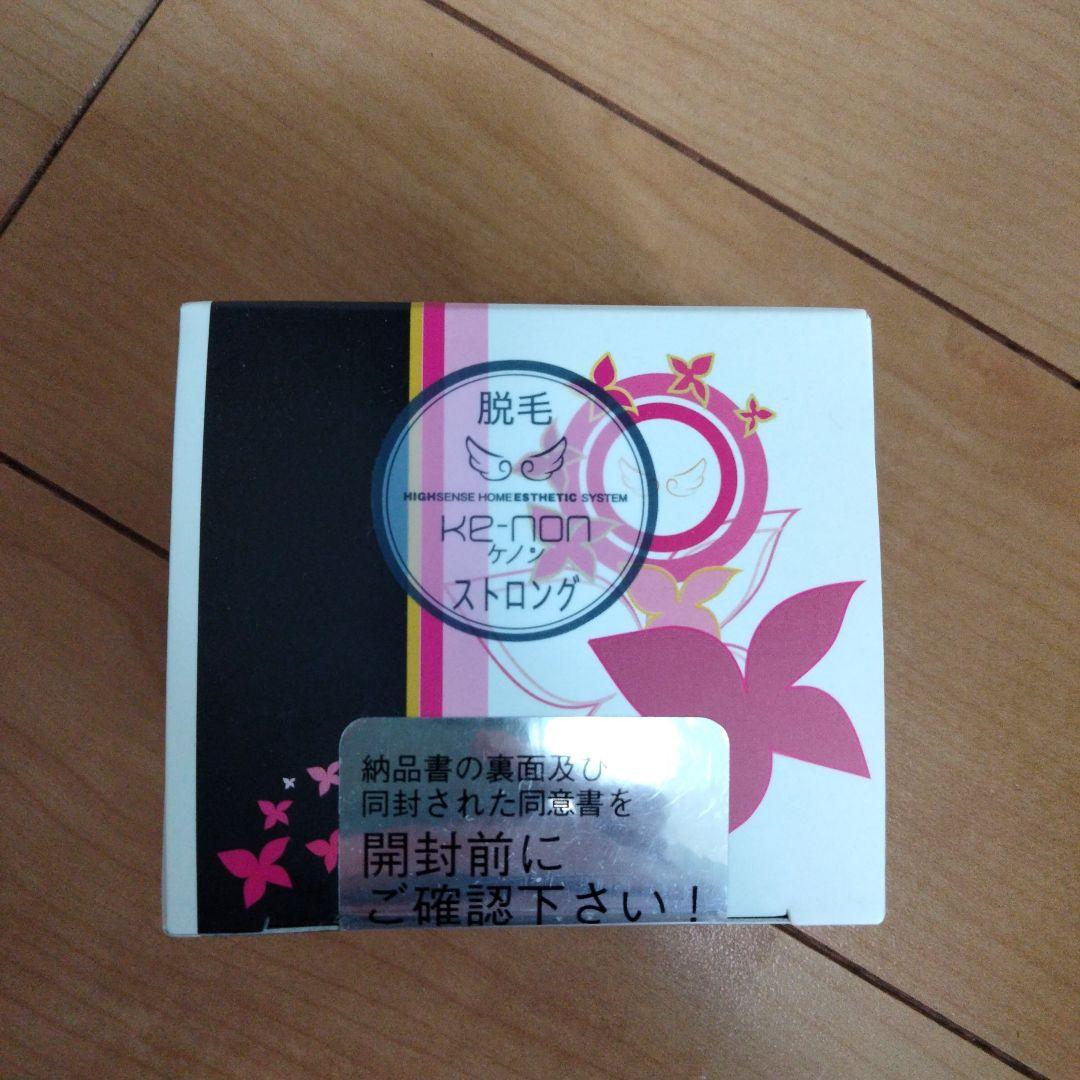 脱毛
HIGHSENSE HOME ESTHETIC SYSTEM
Ke-non
ケノン
ストロング
納品書の裏面及び
同封された同意書を
開封前に
ご確認下さい！